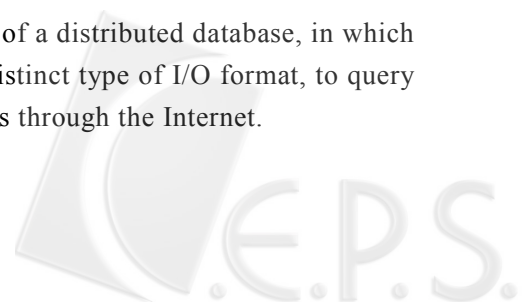 of a distributed database, in which
istinct type of I/O format, to query
s through the Internet.
C.E.P.S.